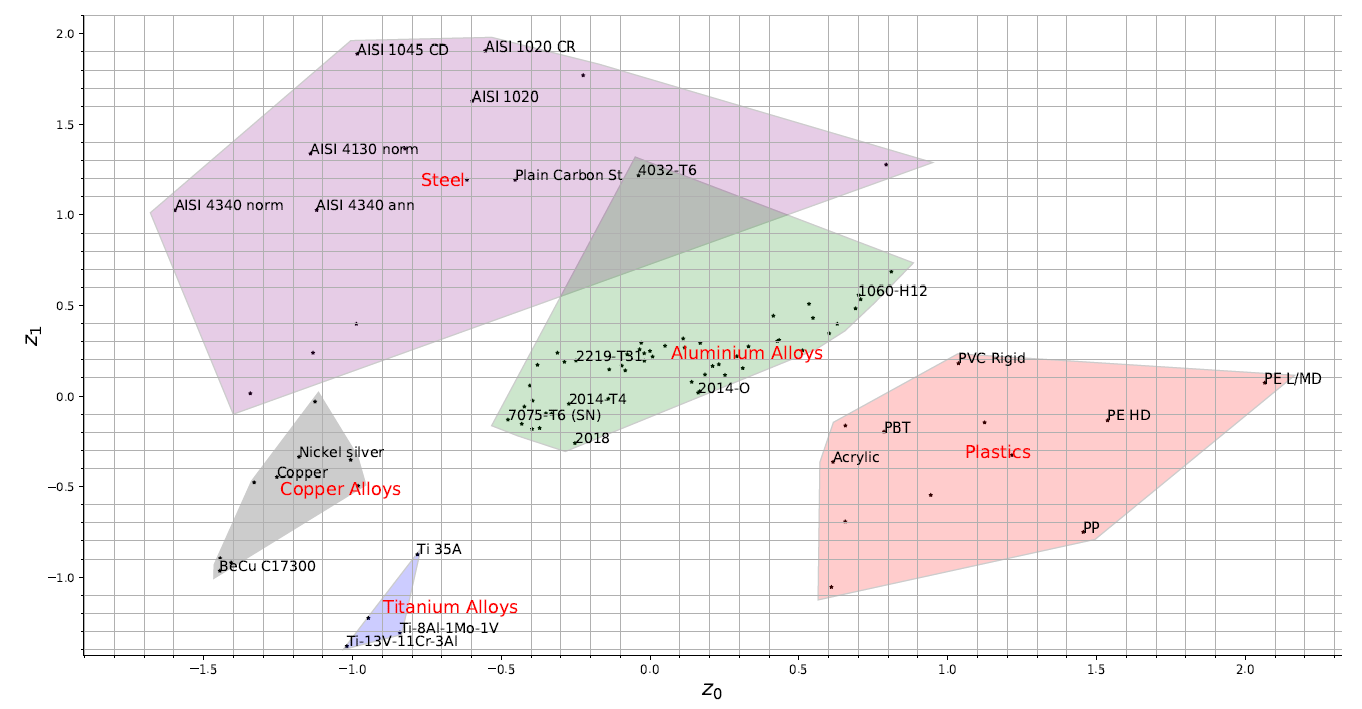 2.0
AISI 1045 CD
AISI 1020 CR
AISI 1020
1.5
AISI 4130 norm
4032-T6
Steel
Plain Carbon St
AISI 4340 norm
AISI 4340 ann
1.0
1060-H12
0.5
2219-T31
Aluminium Alloys
PVC Rigid
PE L/MD
2014-O
0.0
2014-T4
7075-T6 (SN)
PE HD
PBT
2018
Nickel silver
Plastics
Acrylic
Copper
−0.5
Copper Alloys
PP
Ti 35A
BeCu C17300
−1.0
Titanium Alloys
Ti-8Al-1Mo-1V
Ti-13V-11Cr-3Al
z1
−1.5
−1.0
−0.5
0.0
0.5
1.0
1.5
2.0
z0